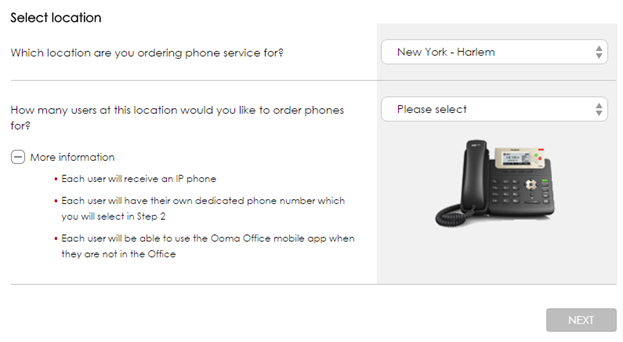 Select location
Which location are you ordering phone service for?
New York - Harlem
How many users at this location would you like to order phones
for?
Please select
More information
• Each user will receive an IP phone
• Each user will have their own dedicated phone number which
you will select in Step 2
• Each user will be able to use the Ooma Office mobile app when
they are not in the Office
NEXT